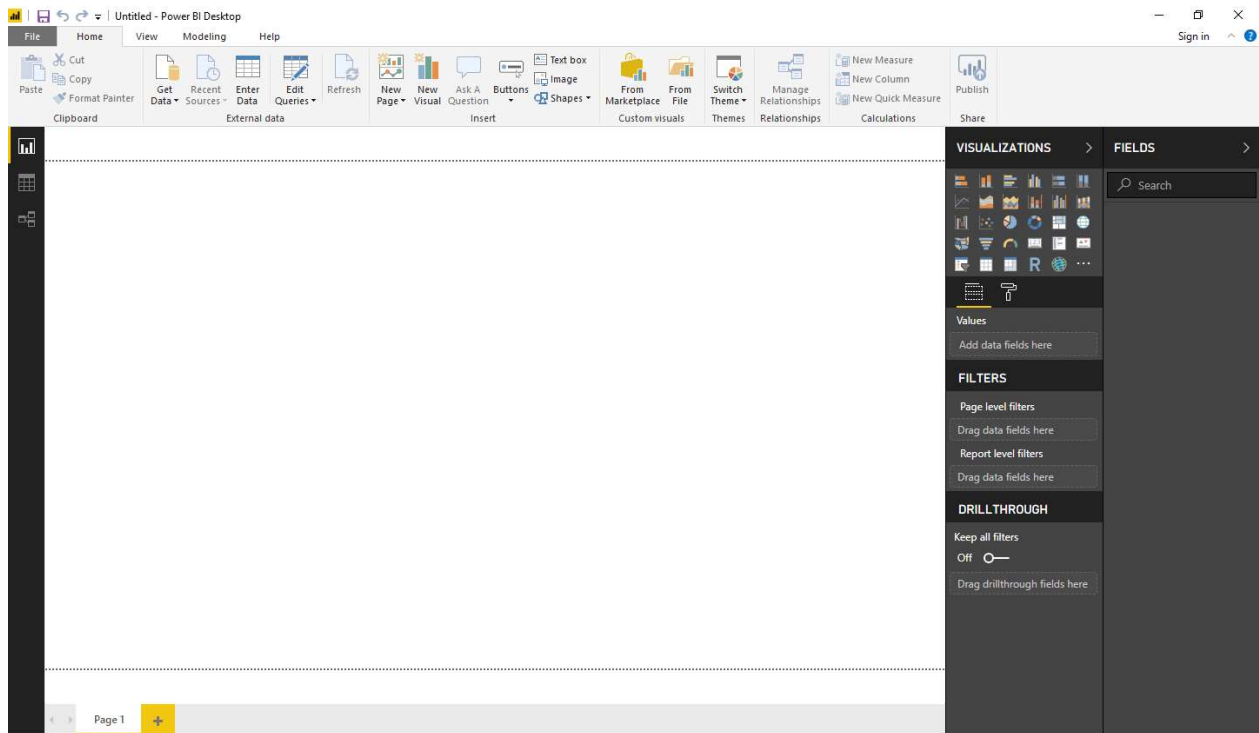 Untitled - Power BI Desktop
File Home View Modeling Help Sign in
Paste
Cut
Copy
Format Painter
Clipboard
Get Data
Recent Sources
Enter Data
Edit Queries
Refresh
External data
New Page
New Visual
Ask A Question
Buttons
Text box
Image
Shapes
Insert
From Marketplace
From File
Custom visuals
Switch Theme
Themes
Manage Relationships
Relationships
New Measure
New Column
New Quick Measure
Calculations
Publish
Share
VISUALIZATIONS
R
Values
Add data fields here
FILTERS
Page level filters
Drag data fields here
Report level filters
Drag data fields here
DRILLTHROUGH
Keep all filters
Off
Drag drillthrough fields here
FIELDS
Search
Page 1